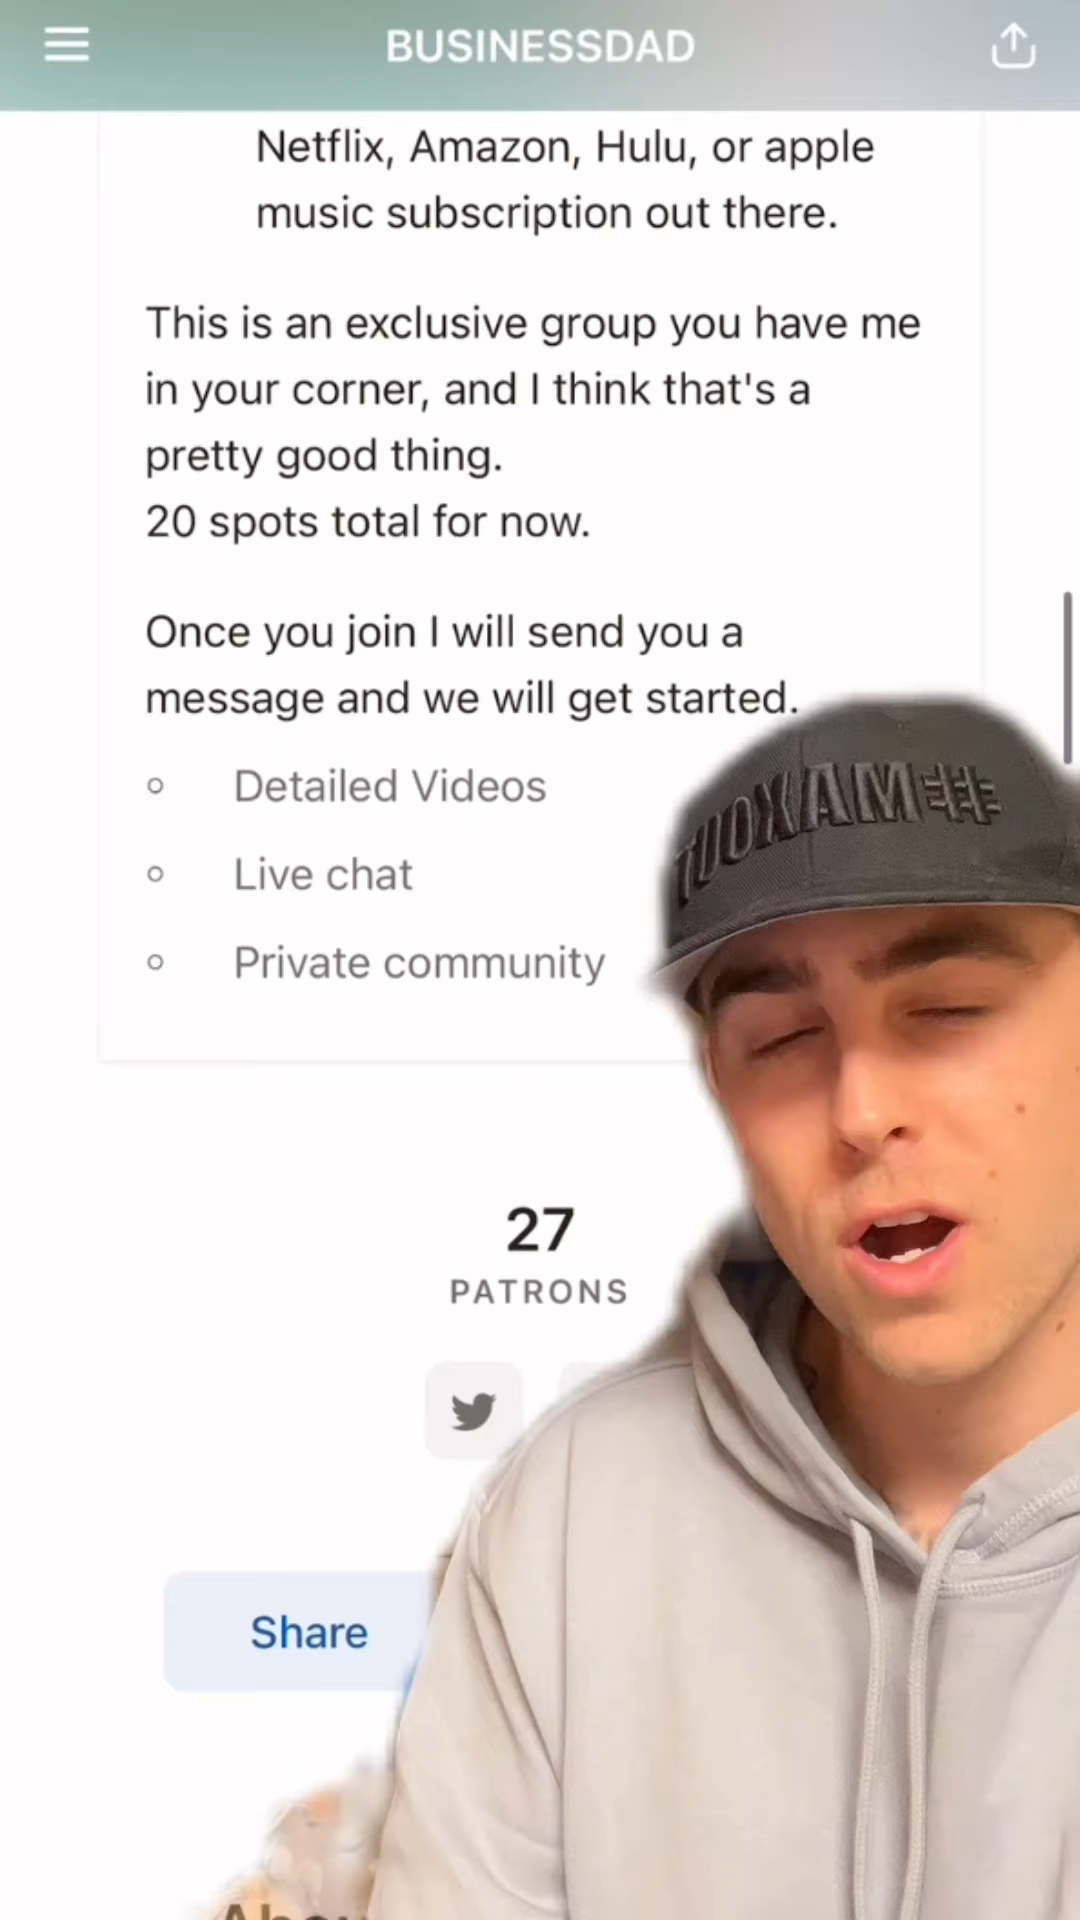 BUSINESSDAD
Netflix, Amazon, Hulu, or apple
music subscription out there.
This is an exclusive group you have me
in your corner, and I think that's a
pretty good thing.
20 spots total for now.
Once you join I will send you a
message and we will get started.
Detailed Videos
Live chat
Private community
27
PATRONS
Share